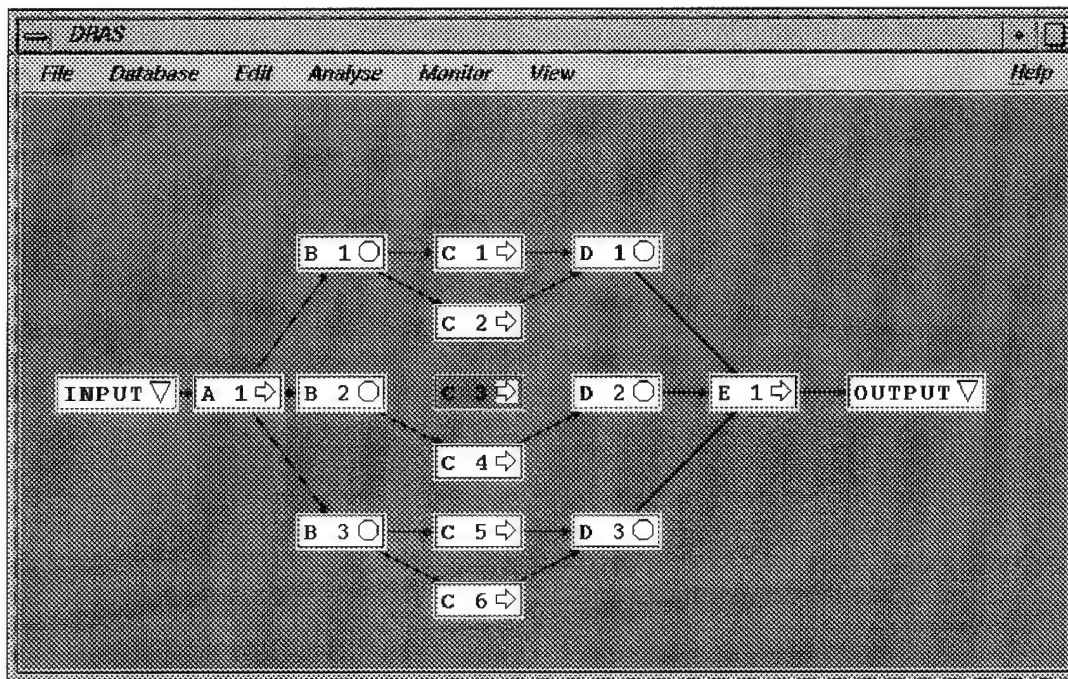 DRAS
File Database Edit Analyse Monitor View Help
B 1 C 1 D 1
C 2
INPUT A 1 B 2 C 3 D 2 E 1 OUTPUT
C 4
B 3 C 5 D 3
C 6